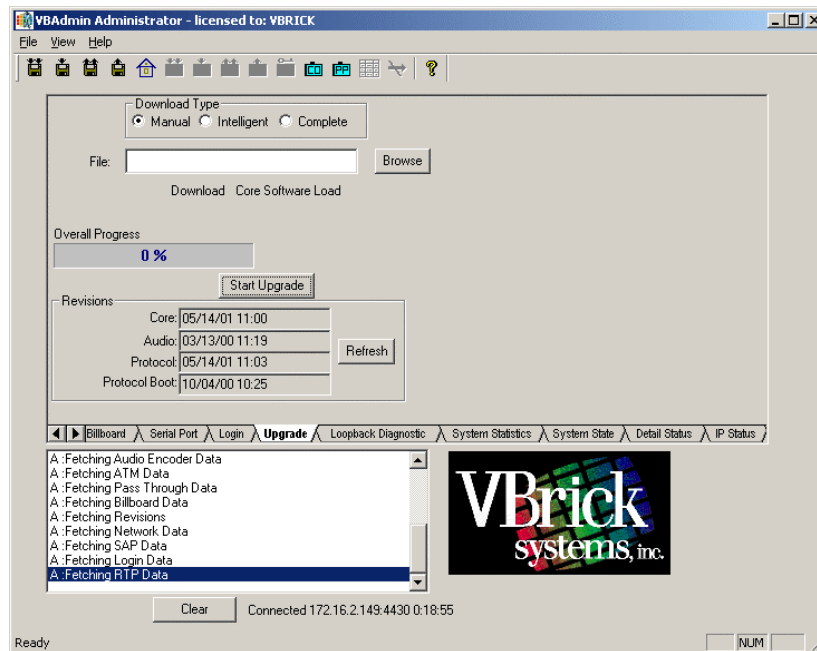 VBAdmin Administrator - licensed to: VBRICK
File View Help
CO PP ?
Download Type
Manual Intelligent Complete
File: Browse
Download Core Software Load
Overall Progress
0 %
Start Upgrade
Revisions
Core: 05/14/01 11:00
Audio: 03/13/00 11:19
Refresh
Protocol: 05/14/01 11:03
Protocol Boot: 10/04/00 10:25
Billboard Serial Port Login Upgrade Loopback Diagnostic System Statistics System State Detail Status IP Status
A :Fetching Audio Encoder Data
A :Fetching ATM Data
A :Fetching Pass Through Data
A :Fetching Billboard Data
A :Fetching Revisions
A :Fetching Network Data
A :Fetching SAP Data
A :Fetching Login Data
A :Fetching RTP Data
VBrick
systems, inc.
Clear Connected 172.16.2.149:4430 0:18:55
Ready NUM